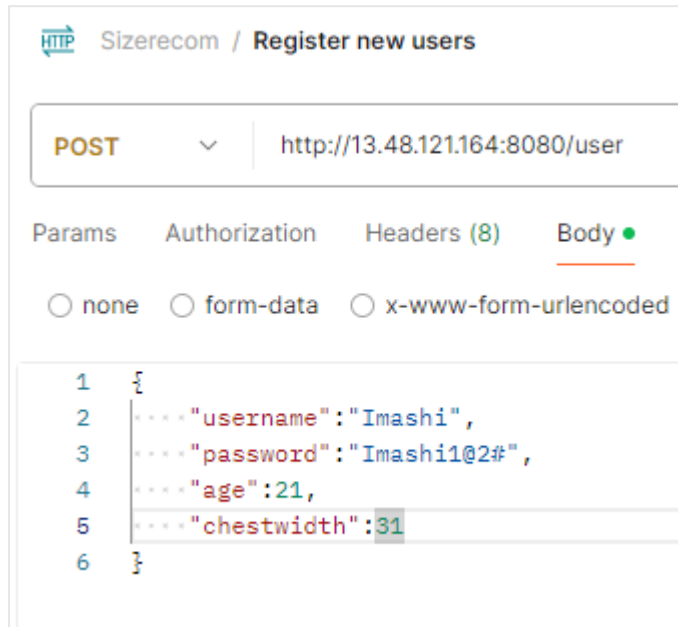 HTTP Sizerecom / Register new users
POST http://13.48.121.164:8080/user
Params Authorization Headers (8) Body
none form-data x-www-form-urlencoded
1 {
2 "username":"Imashi",
3 "password":"Imashi1@2#",
4 "age":21,
5 "chestwidth":31
6 }